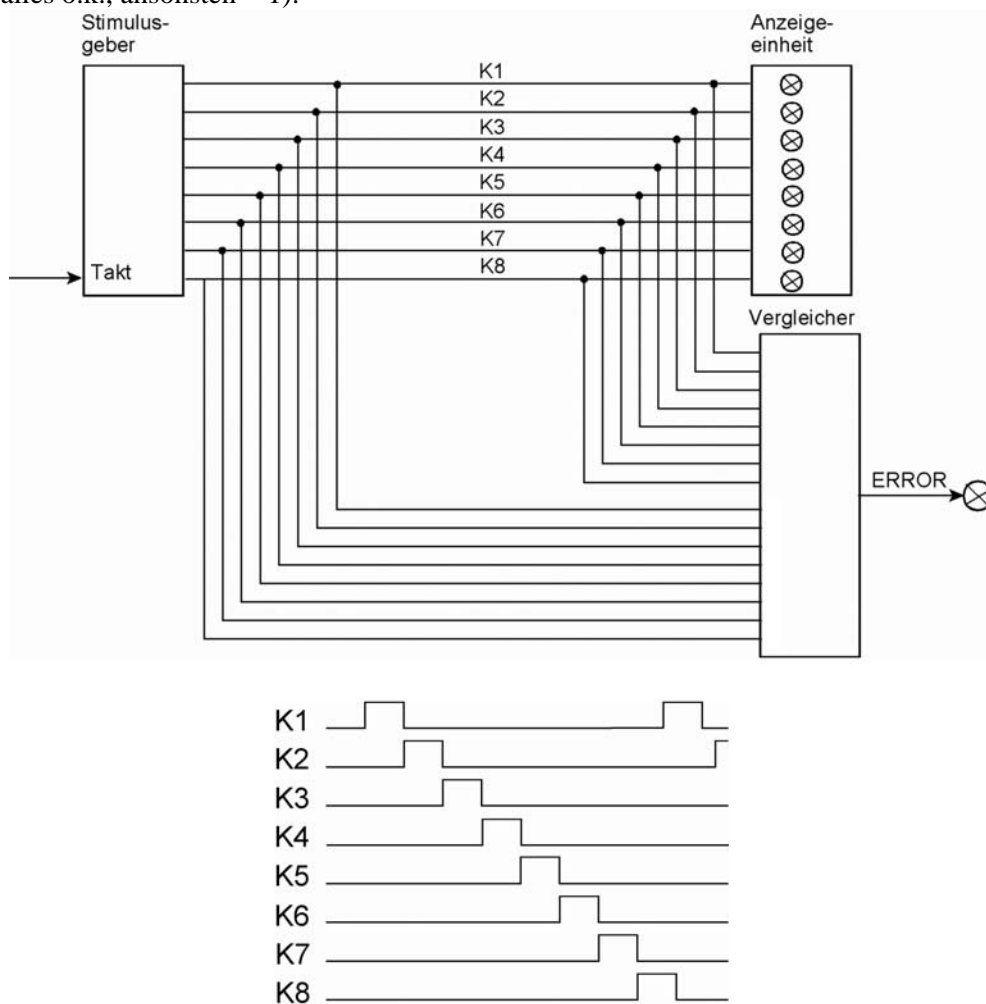 alles o.k., ansonsten = 1).
Stimulus-
geber
Anzeige-
einheit
K1
K2
K3
K4
K5
K6
K7
K8
Takt
Vergleicher
ERROR
K1
K2
K3
K4
K5
K6
K7
K8